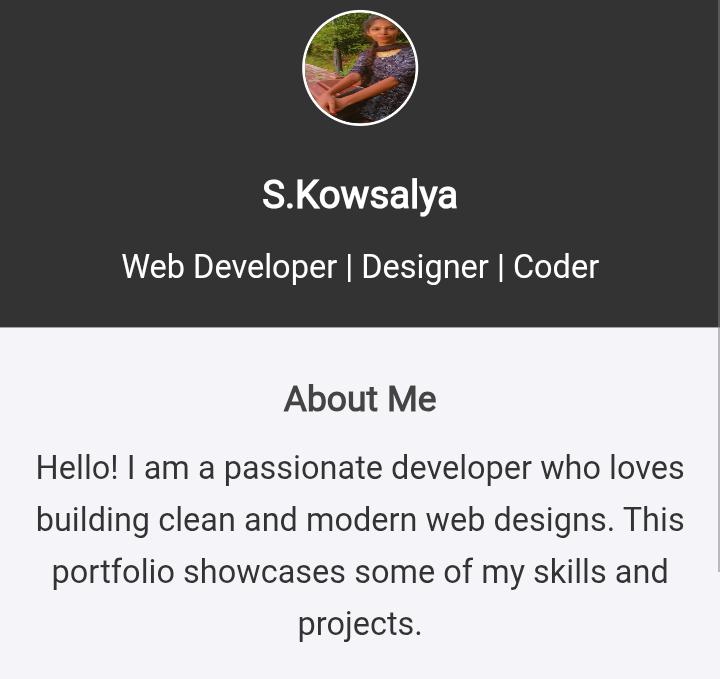 S.Kowsalya
Web Developer | Designer | Coder
About Me
Hello! I am a passionate developer who loves
building clean and modern web designs. This
portfolio showcases some of my skills and
projects.